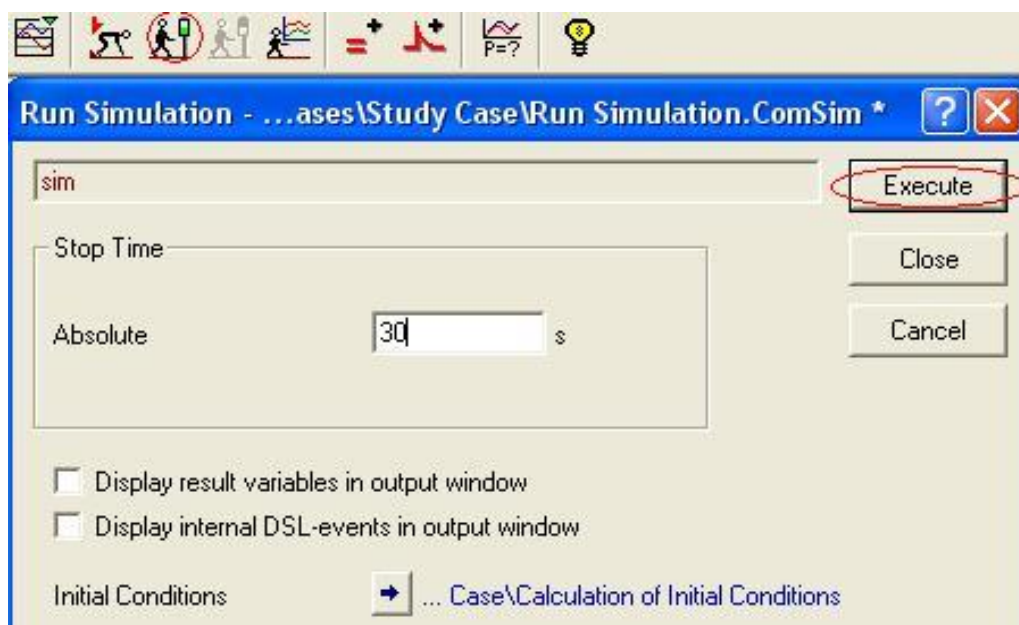 P=?
Run Simulation - ...ases\Study Case\Run Simulation.ComSim *
?
sim
Execute
Stop Time
Close
Absolute 30 s
Cancel
Display result variables in output window
Display internal DSL-events in output window
Initial Conditions ... Case\Calculation of Initial Conditions